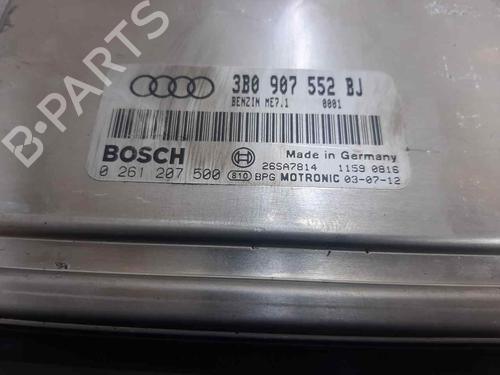 3B0 907 552 BJ
BENZIN ME7.1 0001
BOSCH
Made in Germany
26SA7814 1159 0816
0 261 207 500 810 BPG MOTRONIC 03-07-12
B-PARTS